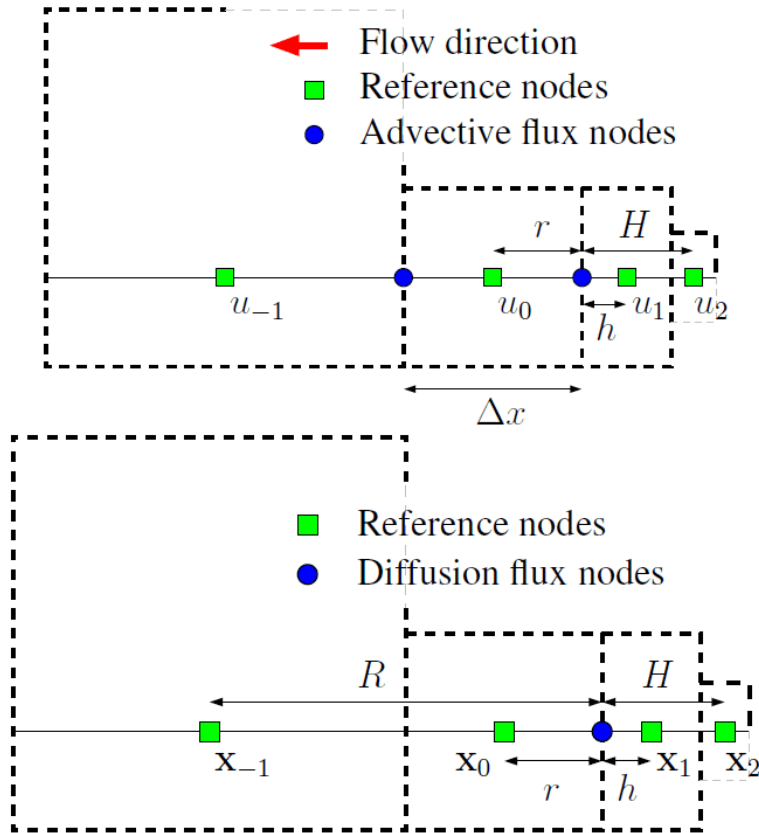 Flow direction
Reference nodes
Advective flux nodes
r H
u₋₁ u₀ u₁ u₂
h
Δx
Reference nodes
Diffusion flux nodes
R H
x₋₁ x₀ x₁ x₂
r h